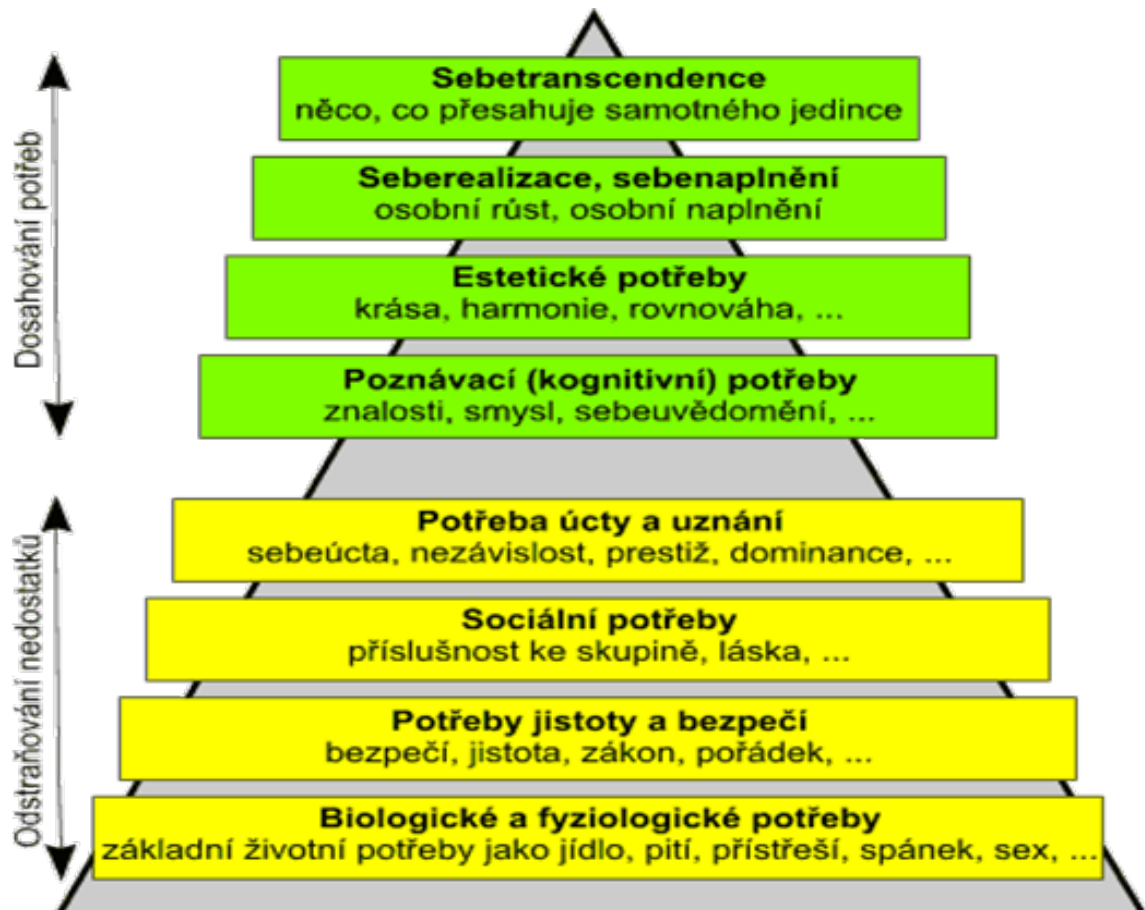 Dosahování potřeb
Sebetranscendence
něco, co přesahuje samotného jedince
Seberealizace, sebenaplnění
osobní růst, osobní naplnění
Estetické potřeby
krása, harmonie, rovnováha, ...
Poznávací (kognitivní) potřeby
znalosti, smysl, sebeuvědomění, ...
Odstraňování nedostatků
Potřeba úcty a uznání
sebeúcta, nezávislost, prestiž, dominance, ...
Sociální potřeby
příslušnost ke skupině, láska, ...
Potřeby jistoty a bezpečí
bezpečí, jistota, zákon, pořádek, ...
Biologické a fyziologické potřeby
základní životní potřeby jako jídlo, pití, přístřeší, spánek, sex, ...